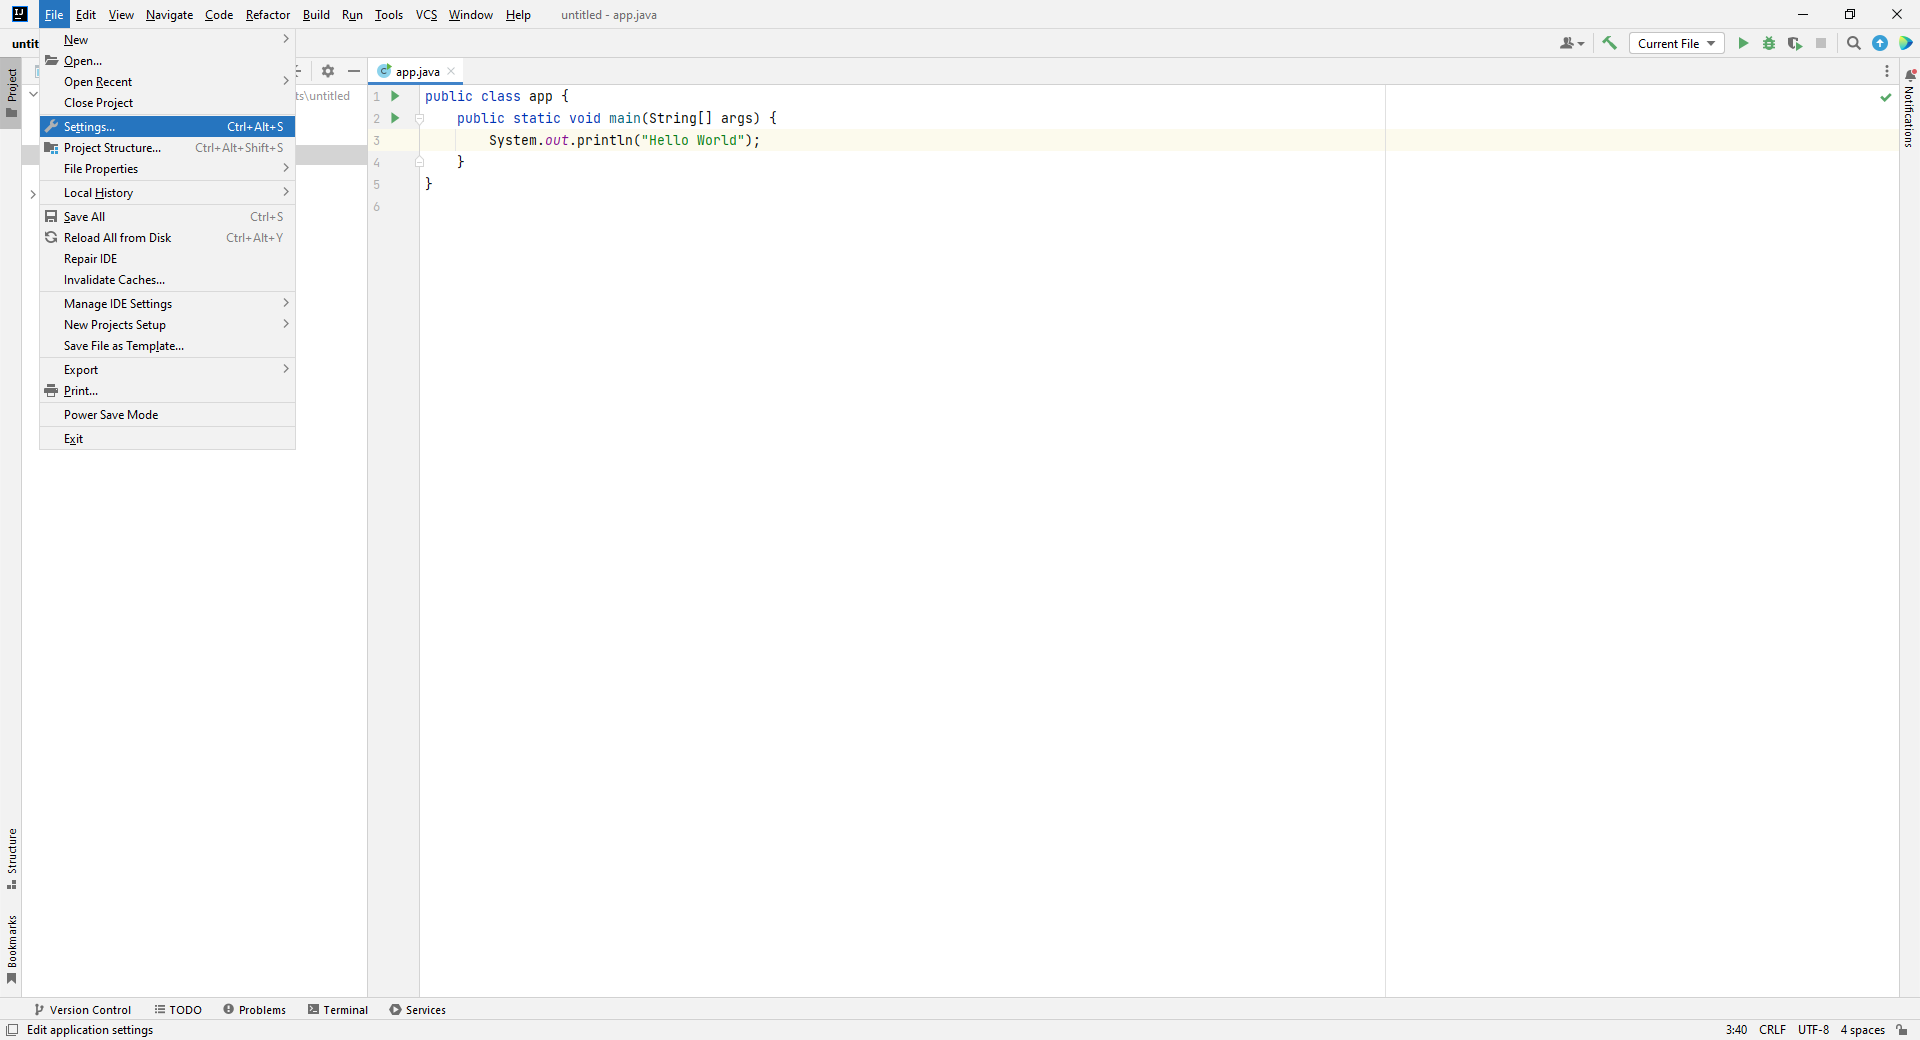 File Edit View Navigate Code Refactor Build Run Tools VCS Window Help untitled - app.java
Current File
New
Open...
Open Recent
Close Project
Settings... Ctrl+Alt+S
Project Structure... Ctrl+Alt+Shift+S
File Properties
Local History
Save All Ctrl+S
Reload All from Disk Ctrl+Alt+Y
Repair IDE
Invalidate Caches...
Manage IDE Settings
New Projects Setup
Save File as Template...
Export
Print...
Power Save Mode
Exit
untit
ts\untitled
Project
Structure
Bookmarks
app.java
1 public class app {
2 public static void main(String[] args) {
3 System.out.println("Hello World");
4 }
5 }
6
Notifications
Version Control TODO Problems Terminal Services
Edit application settings 3:40 CRLF UTF-8 4 spaces